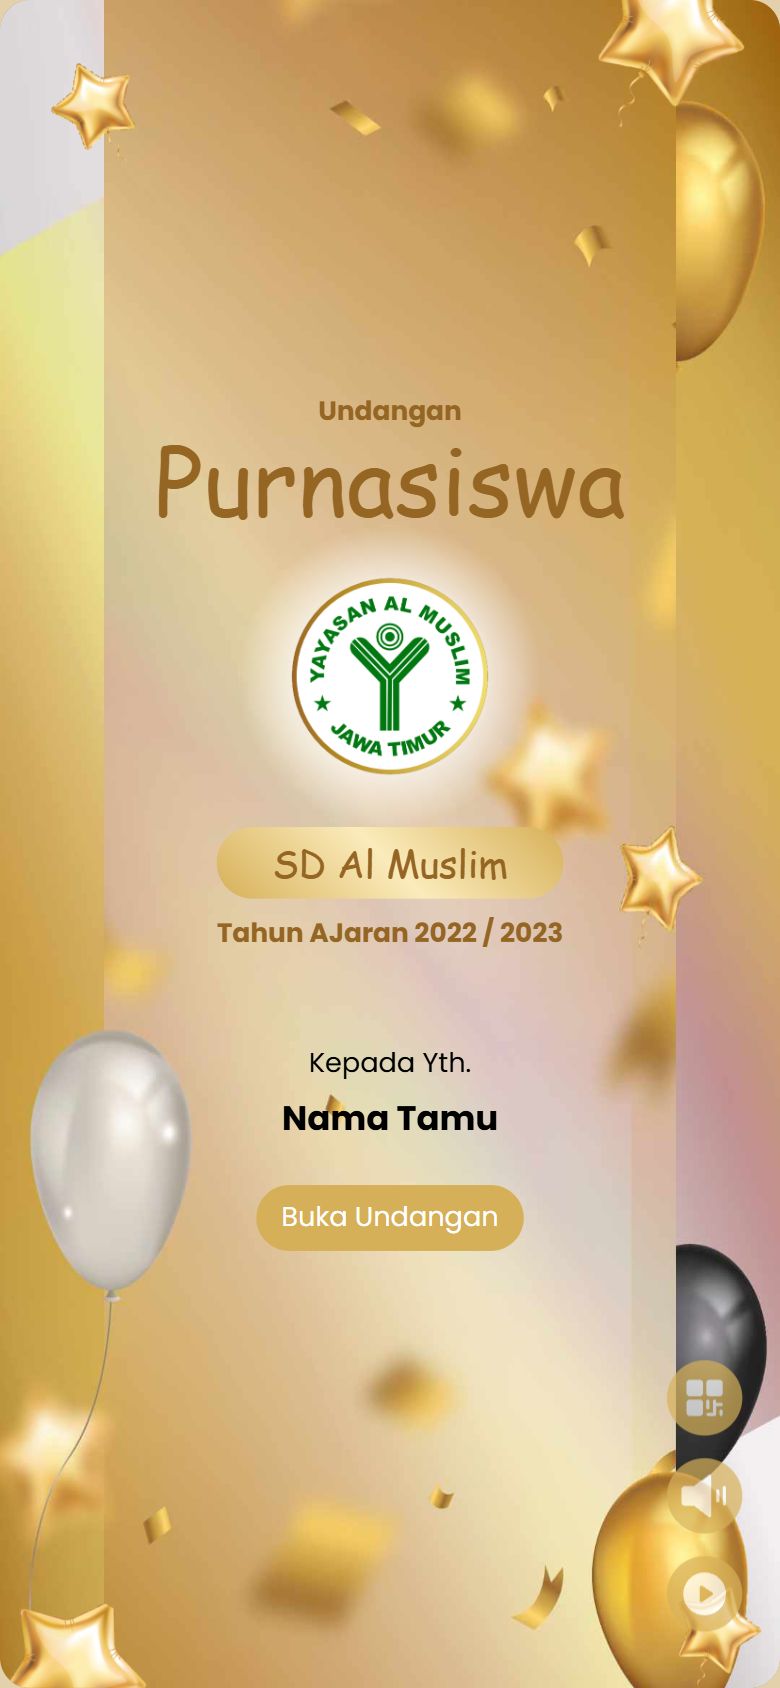 Undangan
Purnasiswa
YAYASAN AL MUSLIM
JAWA TIMUR
SD Al Muslim
Tahun AJaran 2022 / 2023
Kepada Yth.
Nama Tamu
Buka Undangan